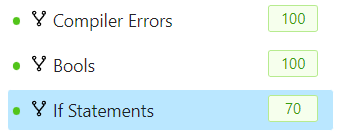 Compiler Errors 100
Bools 100
If Statements 70